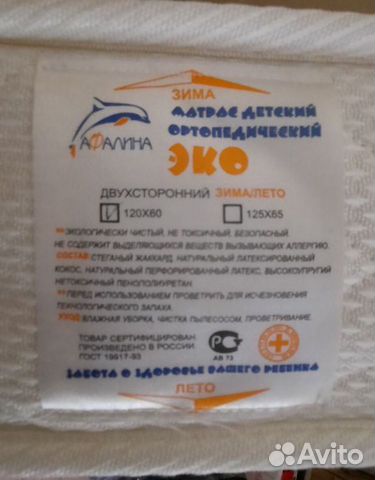 ЗИМА
АФАЛИНА
МАТРАС ДЕТСКИЙ
ОРТОПЕДИЧЕСКИЙ
ЭКО
ДВУХСТОРОННИЙ ЗИМА/ЛЕТО
120X60 125X65
**ЭКОЛОГИЧЕСКИ ЧИСТЫЙ, НЕ ТОКСИЧНЫЙ, БЕЗОПАСНЫЙ,
НЕ СОДЕРЖИТ ВЫДЕЛЯЮЩИХСЯ ВЕЩЕСТВ ВЫЗЫВАЮЩИХ АЛЛЕРГИЮ.
СОСТАВ: СТЕГАНЫЙ ЖАККАРД, НАТУРАЛЬНЫЙ ЛАТЕКСИРОВАННЫЙ
КОКОС, НАТУРАЛЬНЫЙ ПЕРФОРИРОВАННЫЙ ЛАТЕКС, ВЫСОКОУПРУГИЙ
НЕТОКСИЧНЫЙ ПЕНОПОЛИУРЕТАН.
**ПЕРЕД ИСПОЛЬЗОВАНИЕМ ПРОВЕТРИТЬ ДЛЯ ИСЧЕЗНОВЕНИЯ
ТЕХНОЛОГИЧЕСКОГО ЗАПАХА.
УХОД: ВЛАЖНАЯ УБОРКА, ЧИСТКА ПЫЛЕСОСОМ, ПРОВЕТРИВАНИЕ.
ТОВАР СЕРТИФИЦИРОВАН
ПРОИЗВЕДЕНО В РОССИИ
ГОСТ 19917-93
РСТ
АВ 73
ЗАБОТА О ЗДОРОВЬЕ ВАШЕГО РЕБЕНКА
ЛЕТО
Avito